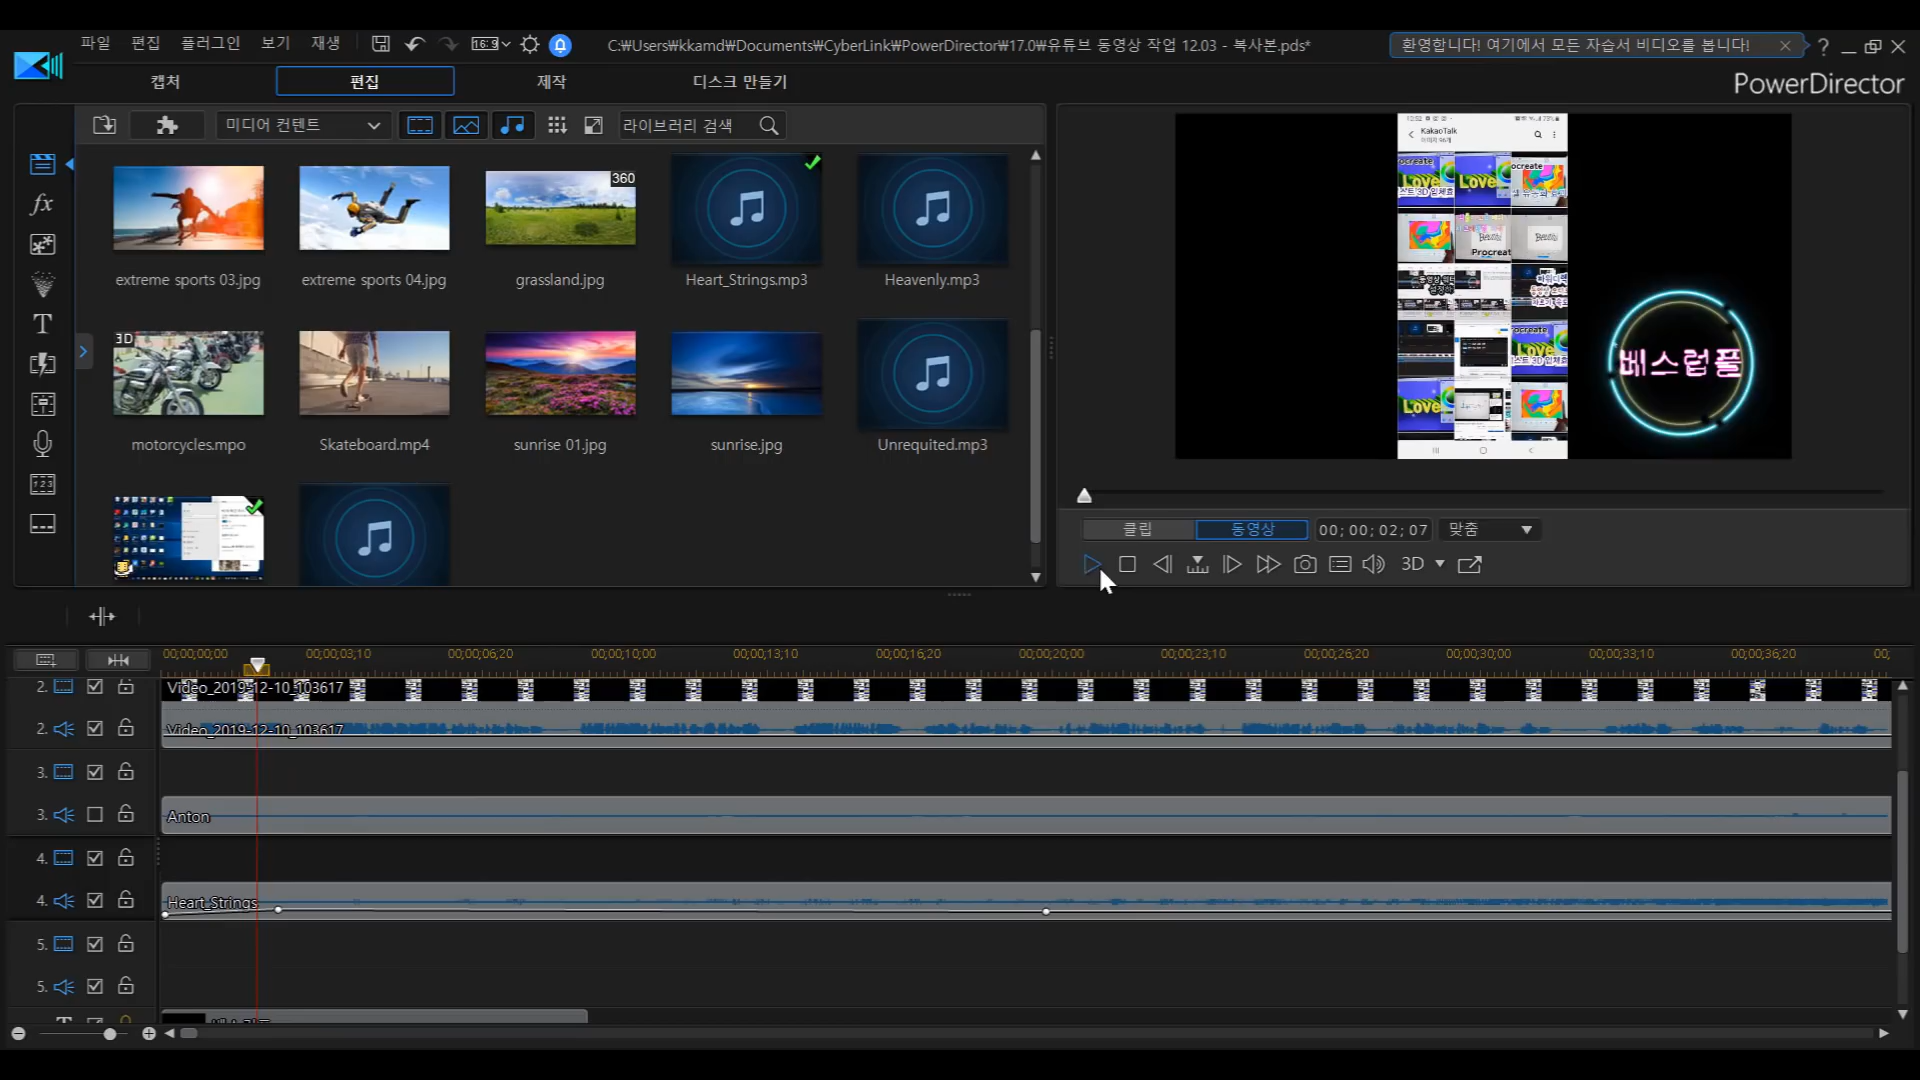 파일 편집 플러그인 보기 재생 16:9 C:₩Users₩kkamd₩Documents₩CyberLink₩PowerDirector₩17.0₩유튜브 동영상 작업 12.03 - 복사본.pds* 환영합니다! 여기에서 모든 자습서 비디오를 봅니다! ?
캡처 편집 제작 디스크 만들기 PowerDirector
미디어 컨텐트 라이브러리 검색
360
extreme sports 03.jpg extreme sports 04.jpg grassland.jpg Heart_Strings.mp3 Heavenly.mp3
3D
motorcycles.mpo Skateboard.mp4 sunrise 01.jpg sunrise.jpg Unrequited.mp3
fx
T
KakaoTalk
Love
Love
베스럽플
클립 동영상 00; 00; 02; 07 맞춤
3D
00;00;00;00 00;00;03;10 00;00;06;20 00;00;10;00 00;00;13;10 00;00;16;20 00;00;20;00 00;00;23;10 00;00;26;20 00;00;30;00 00;00;33;10 00;00;36;20 00;
2. Video_2019-12-10_103617
2. Video_2019-12-10_103617
3.
3. Anton
4.
4. Heart_Strings
5.
5.